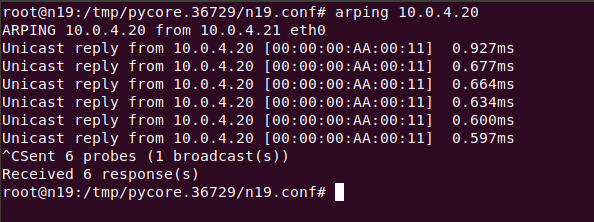 root@n19:/tmp/pycore.36729/n19.conf# arping 10.0.4.20
ARPING 10.0.4.20 from 10.0.4.21 eth0
Unicast reply from 10.0.4.20 [00:00:00:AA:00:11]  0.927ms
Unicast reply from 10.0.4.20 [00:00:00:AA:00:11]  0.677ms
Unicast reply from 10.0.4.20 [00:00:00:AA:00:11]  0.664ms
Unicast reply from 10.0.4.20 [00:00:00:AA:00:11]  0.634ms
Unicast reply from 10.0.4.20 [00:00:00:AA:00:11]  0.600ms
Unicast reply from 10.0.4.20 [00:00:00:AA:00:11]  0.597ms
^CSent 6 probes (1 broadcast(s))
Received 6 response(s)
root@n19:/tmp/pycore.36729/n19.conf#